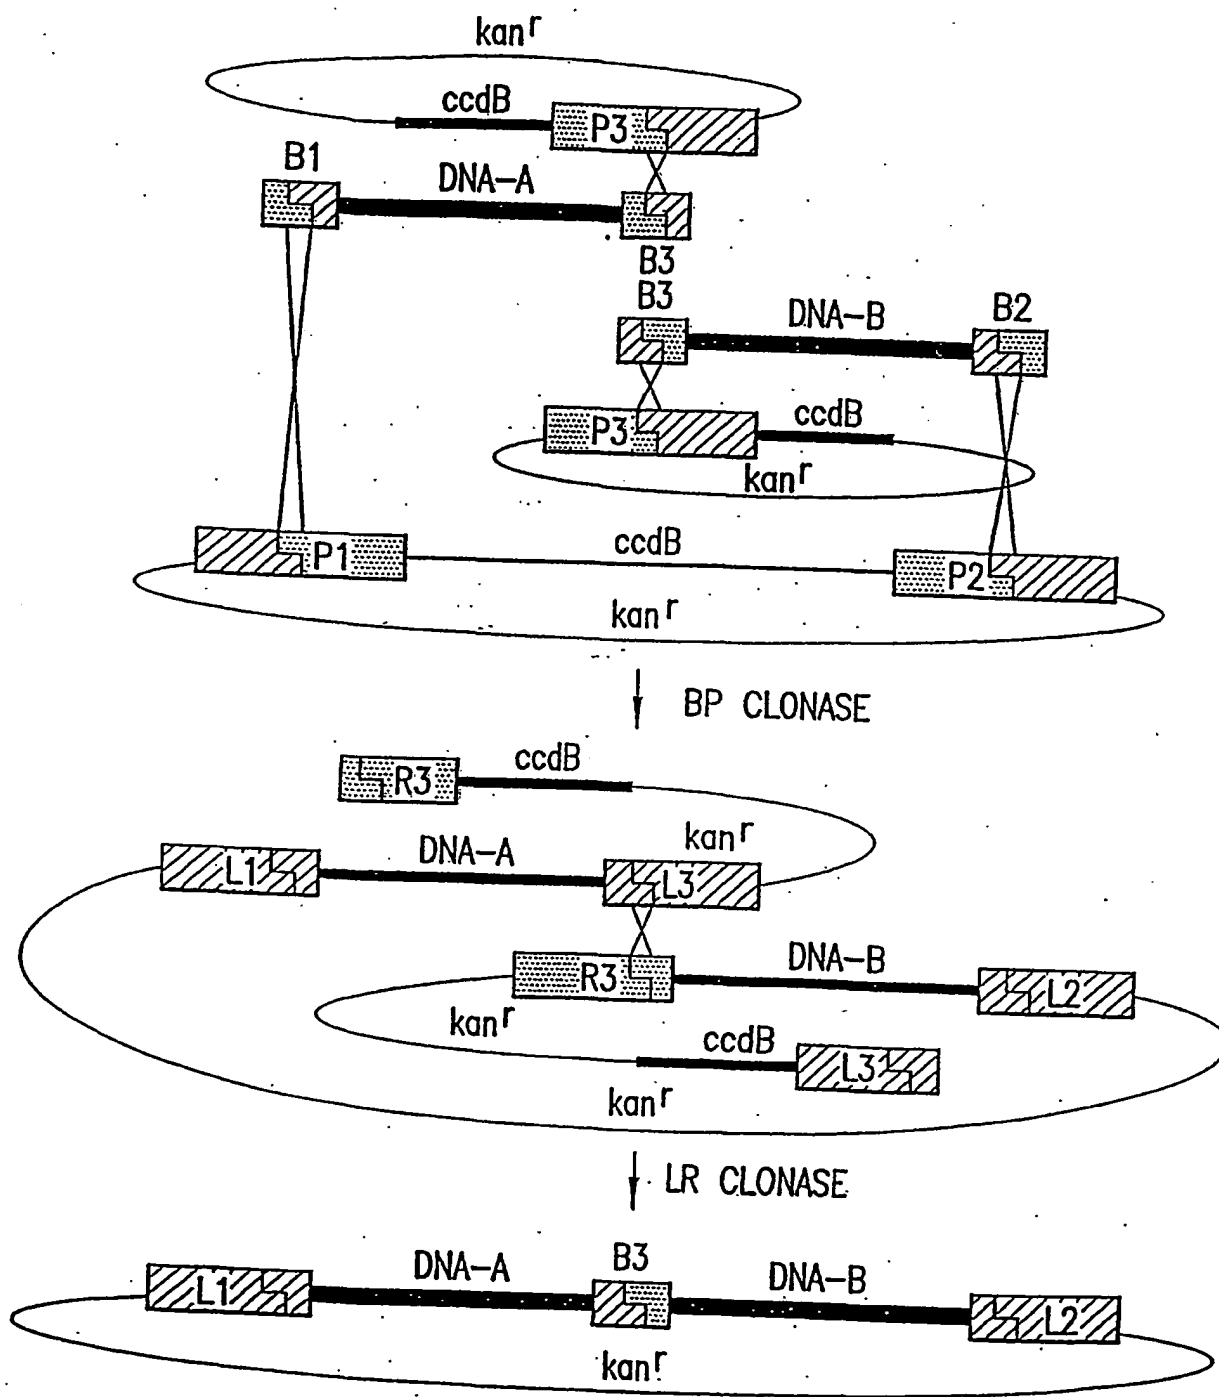 kanr
ccdB
P3
B1
DNA-A
B3
B3
DNA-B
B2
P3
ccdB
kanr
P1
ccdB
P2
kanr
BP CLONASE
R3
ccdB
kanr
L1
DNA-A
L3
R3
DNA-B
L2
kanr
ccdB
L3
kanr
LR CLONASE
L1
DNA-A
B3
DNA-B
L2
kanr